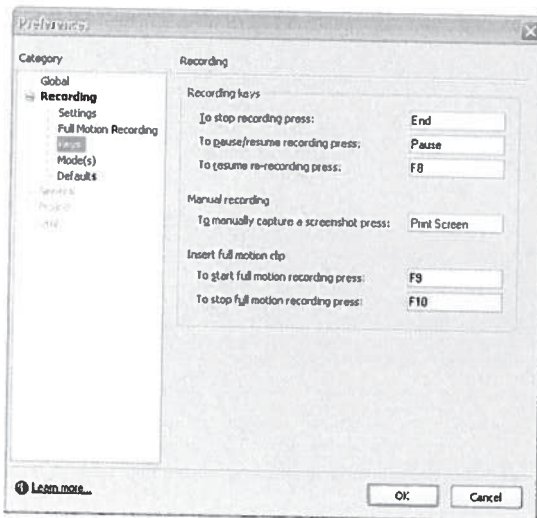 Preferences
Category
Global
Recording
Settings
Full Motion Recording
Keys
Mode(s)
Defaults
General
Project
Recording
Recording keys
To stop recording press: End
To pause/resume recording press: Pause
To resume re-recording press: F8
Manual recording
To manually capture a screenshot press: Print Screen
Insert full motion clip
To start full motion recording press: F9
To stop full motion recording press: F10
Learn more...
OK
Cancel